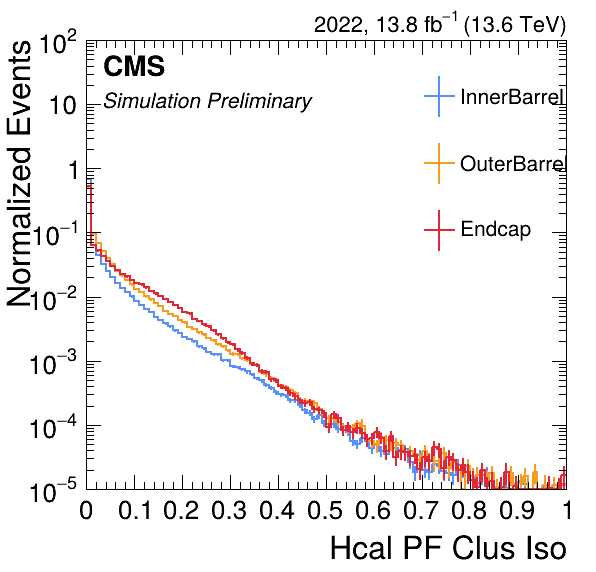 2022, 13.8 fb⁻¹ (13.6 TeV)
CMS
Simulation Preliminary
InnerBarrel
OuterBarrel
Endcap
Normalized Events
10²
10
1
10⁻¹
10⁻²
10⁻³
10⁻⁴
10⁻⁵
0 0.1 0.2 0.3 0.4 0.5 0.6 0.7 0.8 0.9 1
Hcal PF Clus Iso